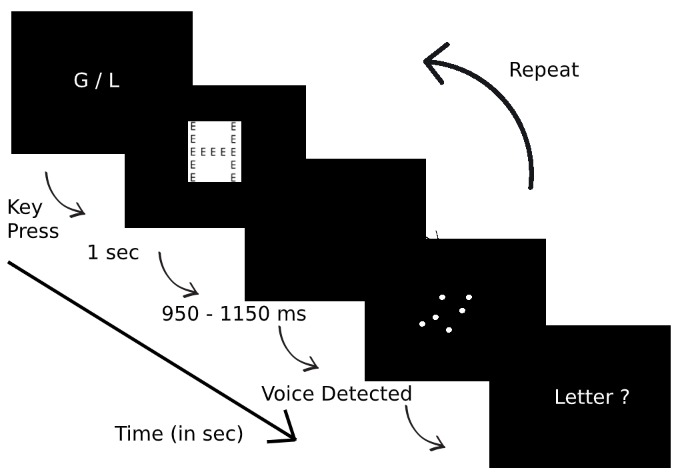 G / L
Repeat
E E
E E
E E E E E
E E
E E
Key
Press
1 sec
950 - 1150 ms
Voice Detected
Letter ?
Time (in sec)